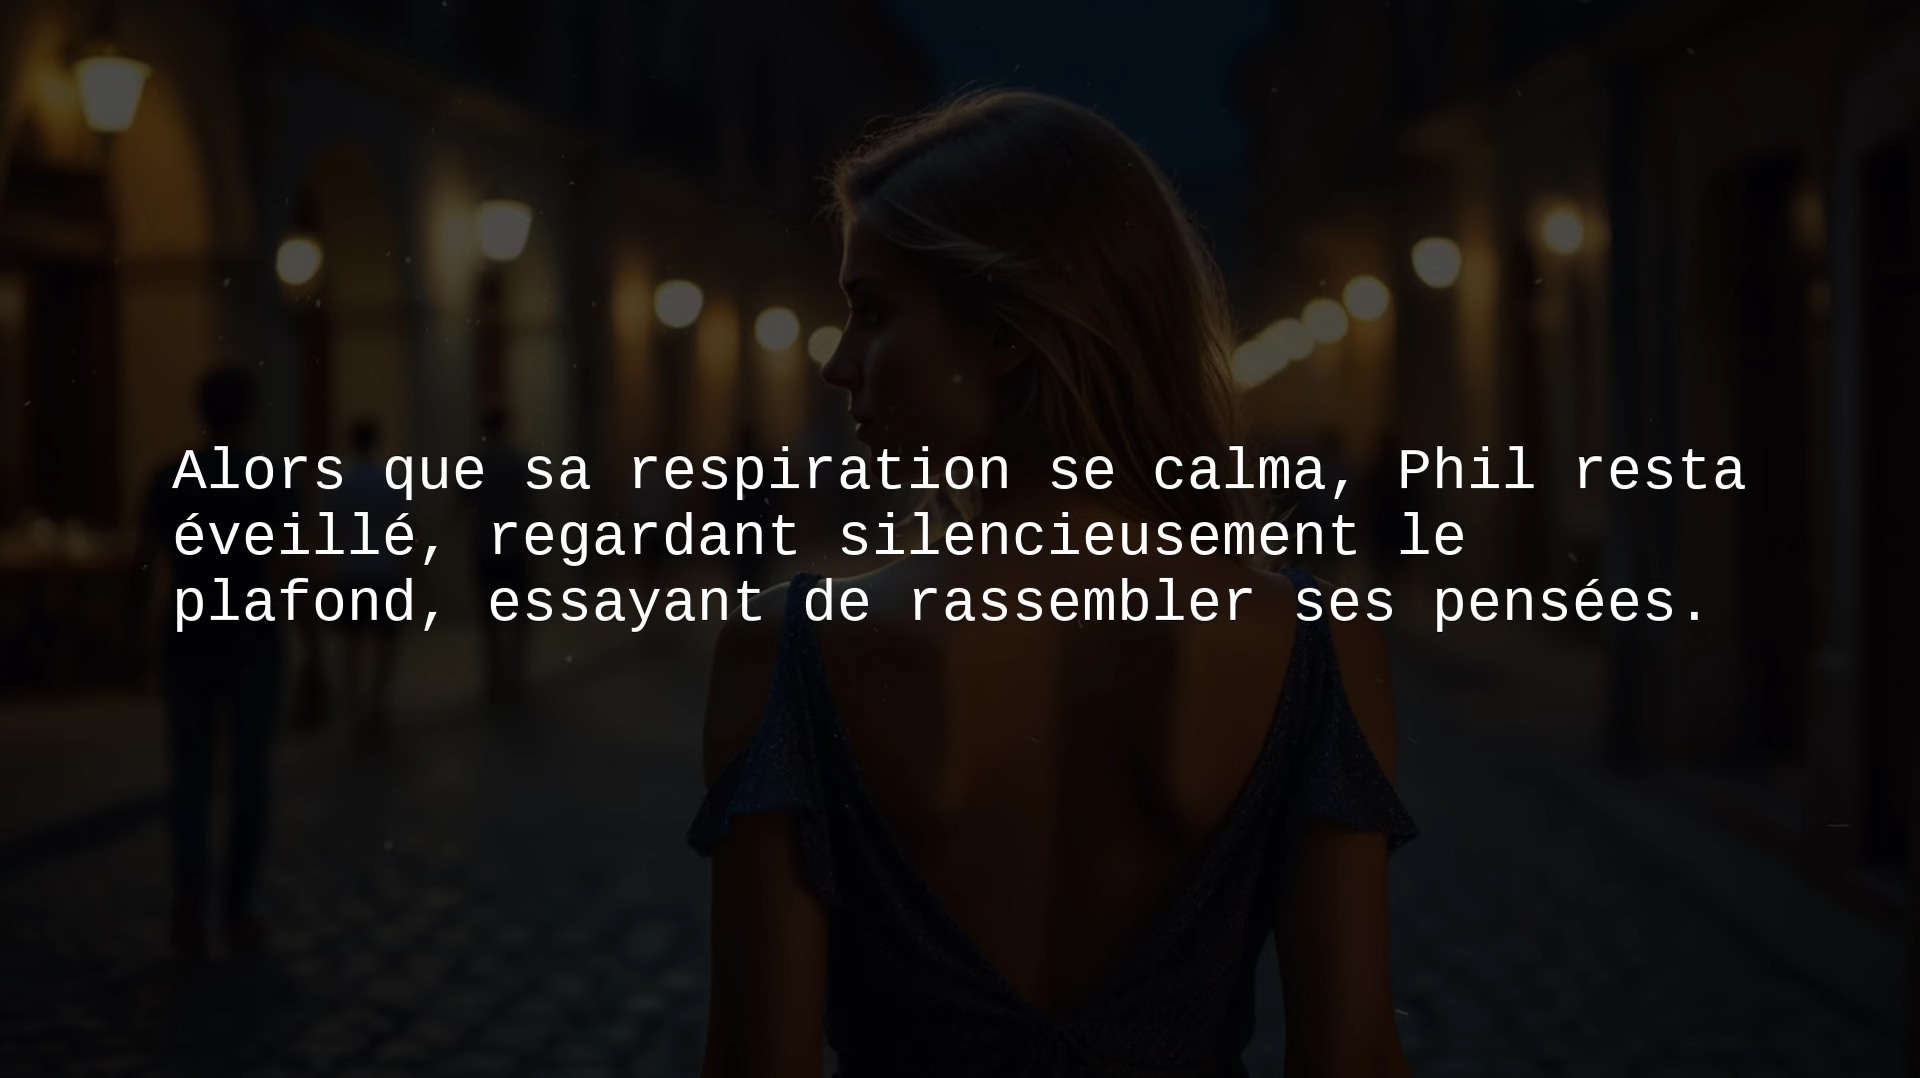 Alors que sa respiration se calma, Phil resta
éveillé, regardant silencieusement le
plafond, essayant de rassembler ses pensées.